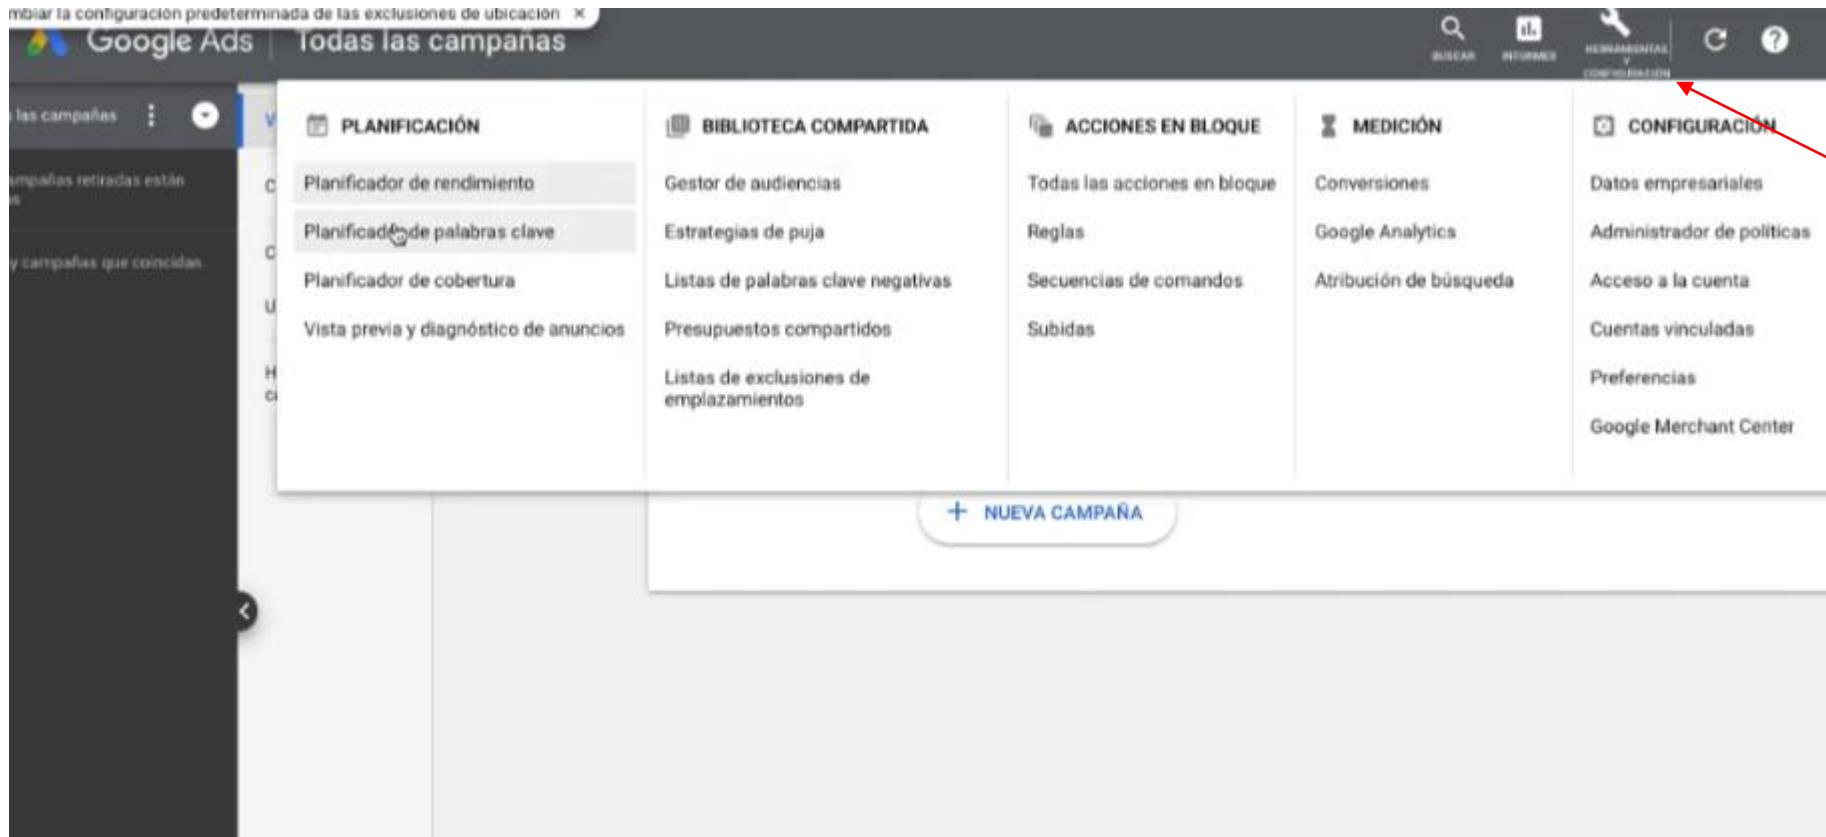 mbiar la configuración predeterminada de las exclusiones de ubicación ×
Google Ads
Todas las campañas
BUSCAR
INFORMES
HERRAMIENTAS
Y
CONFIGURACIÓN
las campañas
ampañas retiradas están
os
y campañas que coincidan.
V
C
C
U
H
ca
PLANIFICACIÓN
Planificador de rendimiento
Planificador de palabras clave
Planificador de cobertura
Vista previa y diagnóstico de anuncios
BIBLIOTECA COMPARTIDA
Gestor de audiencias
Estrategias de puja
Listas de palabras clave negativas
Presupuestos compartidos
Listas de exclusiones de
emplazamientos
ACCIONES EN BLOQUE
Todas las acciones en bloque
Reglas
Secuencias de comandos
Subidas
MEDICIÓN
Conversiones
Google Analytics
Atribución de búsqueda
CONFIGURACIÓN
Datos empresariales
Administrador de políticas
Acceso a la cuenta
Cuentas vinculadas
Preferencias
Google Merchant Center
+ NUEVA CAMPAÑA